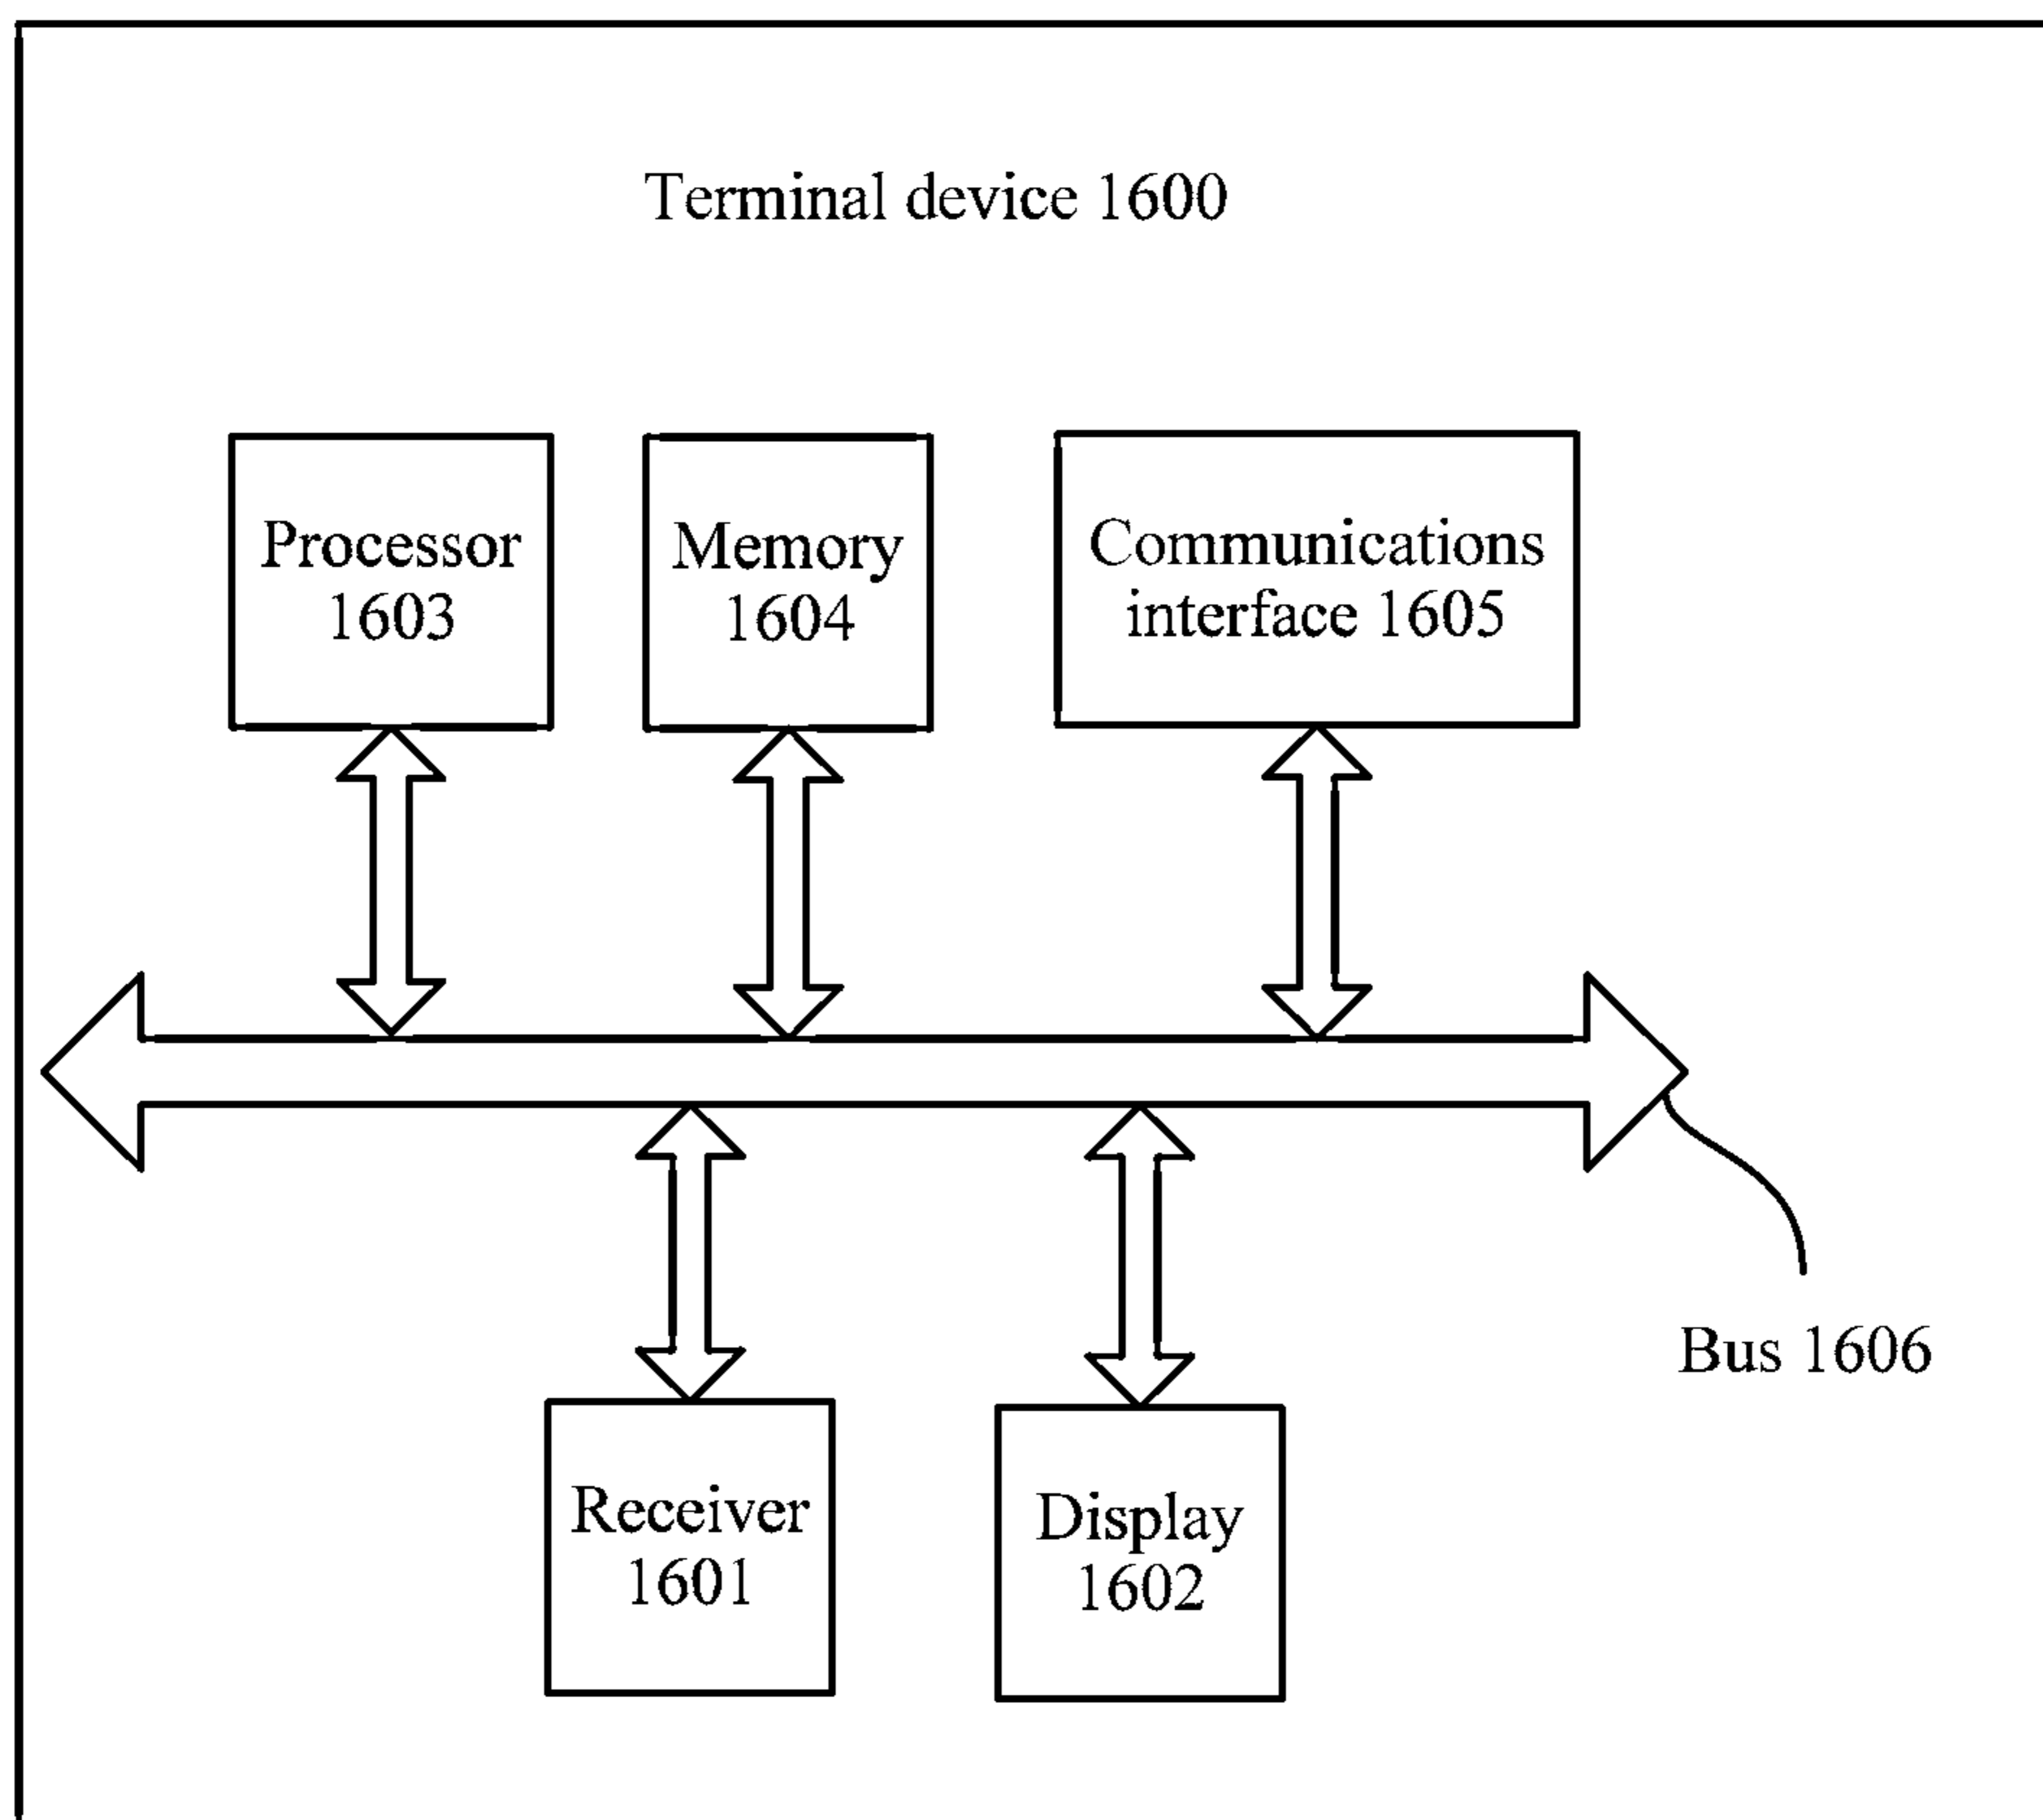 Terminal device 1600
Processor
1603
Memory
1604
Communications
interface 1605
Bus 1606
Receiver
1601
Display
1602